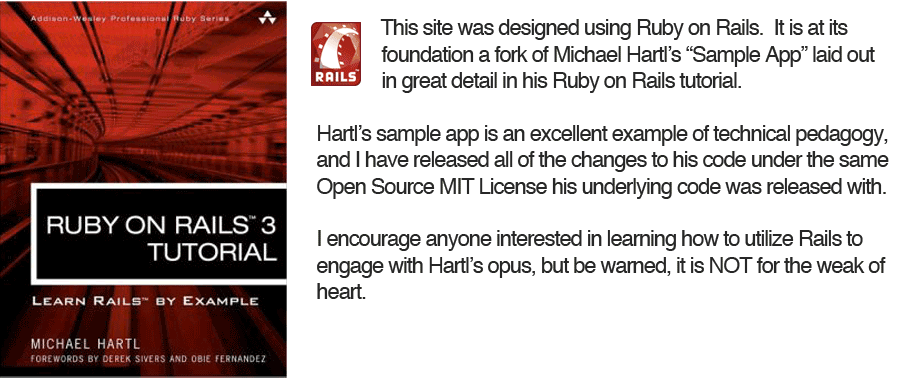 Addison-Wesley Professional Ruby Series
RUBY ON RAILS™ 3
TUTORIAL
LEARN RAILS™ BY EXAMPLE
MICHAEL HARTL
FOREWORDS BY DEREK SIVERS AND OBIE FERNANDEZ
RAILS™
This site was designed using Ruby on Rails.  It is at its
foundation a fork of Michael Hartl's “Sample App” laid out
in great detail in his Ruby on Rails tutorial.
Hartl's sample app is an excellent example of technical pedagogy,
and I have released all of the changes to his code under the same
Open Source MIT License his underlying code was released with.
I encourage anyone interested in learning how to utilize Rails to
engage with Hartl's opus, but be warned, it is NOT for the weak of
heart.